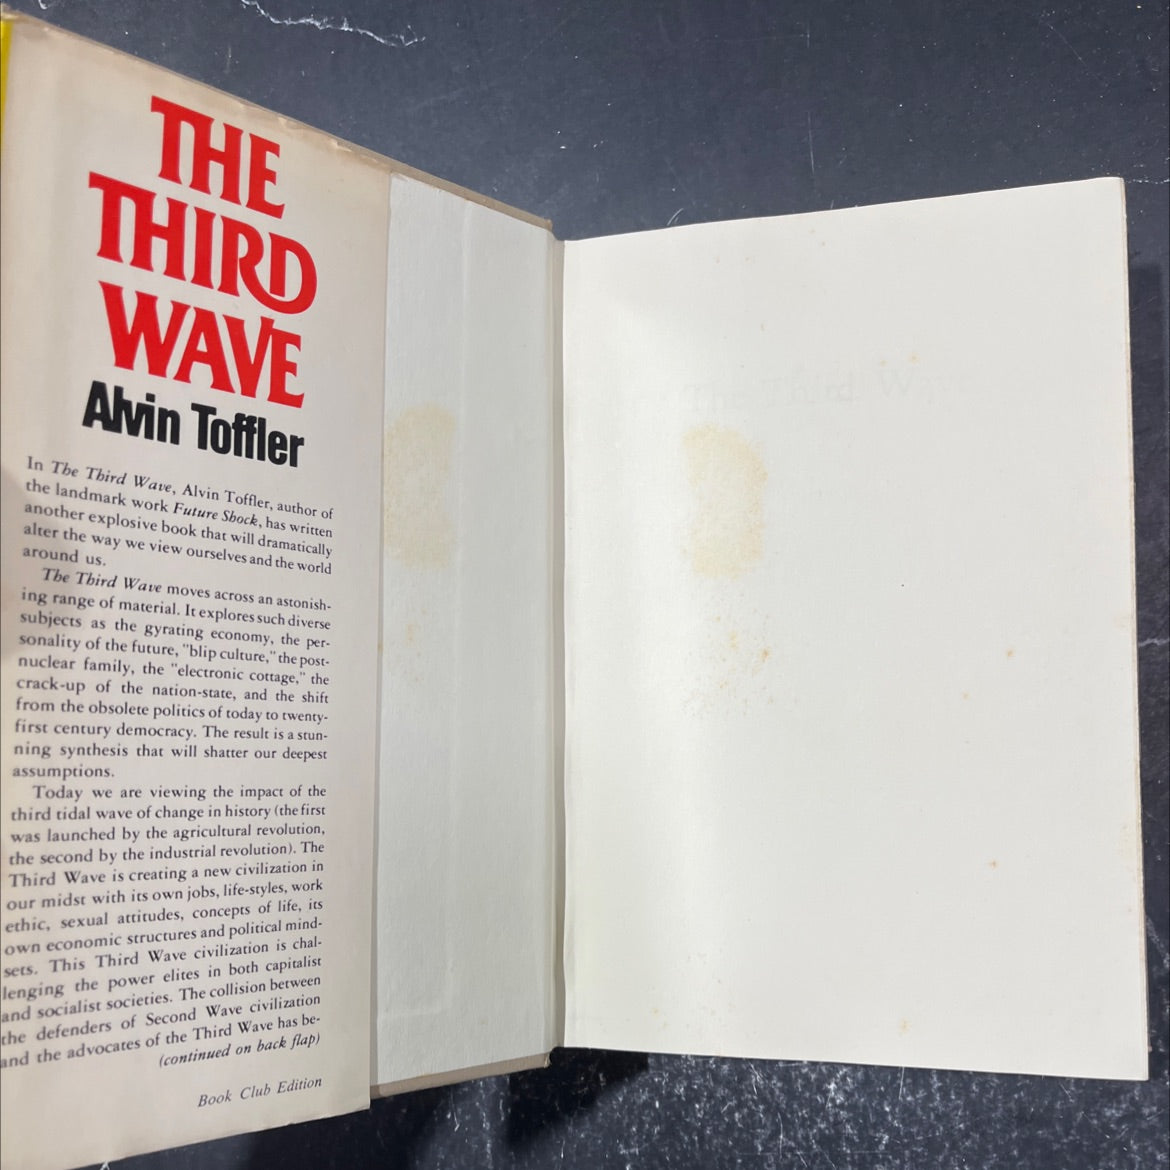 THE
THIRD
WAVE
Alvin Toffler
In The Third Wave, Alvin Toffler, author of
the landmark work Future Shock, has written
another explosive book that will dramatically
alter the way we view ourselves and the world
around us.
The Third Wave moves across an astonish-
ing range of material. It explores such diverse
subjects as the gyrating economy, the per-
sonality of the future, "blip culture," the post-
nuclear family, the "electronic cottage," the
crack-up of the nation-state, and the shift
from the obsolete politics of today to twenty-
first century democracy. The result is a stun-
ning synthesis that will shatter our deepest
assumptions.
Today we are viewing the impact of the
third tidal wave of change in history (the first
was launched by the agricultural revolution,
the second by the industrial revolution). The
Third Wave is creating a new civilization in
our midst with its own jobs, life-styles, work
ethic, sexual attitudes, concepts of life, its
own economic structures and political mind-
sets. This Third Wave civilization is chal-
lenging the power elites in both capitalist
and socialist societies. The collision between
the defenders of Second Wave civilization
and the advocates of the Third Wave has be-
(continued on back flap)
Book Club Edition
The Third Wave